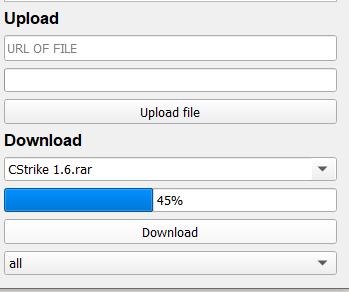 Upload
URL OF FILE
Upload file
Download
CStrike 1.6.rar
45%
Download
all